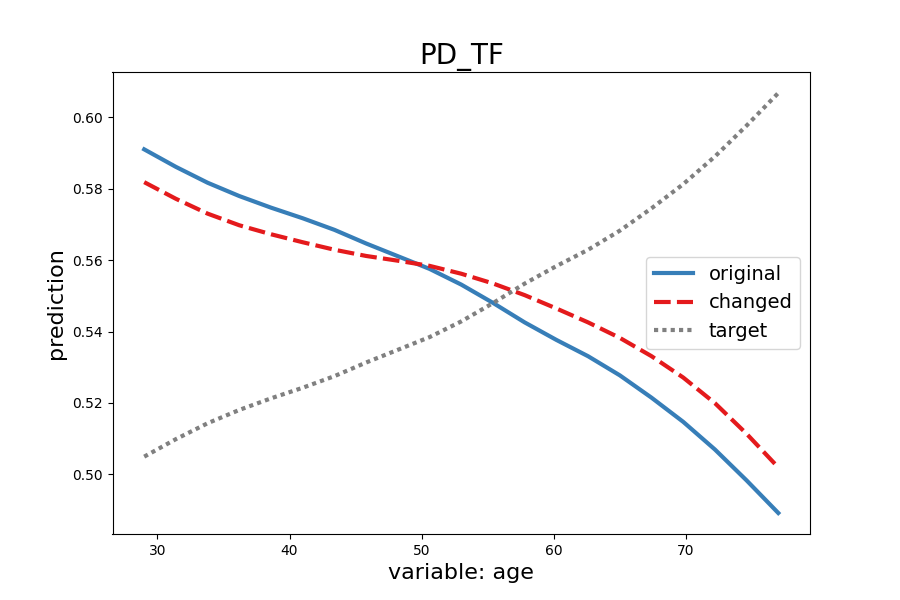 PD_TF
0.60
0.58
0.56
0.54
0.52
0.50
prediction
original
changed
target
30 40 50 60 70
variable: age